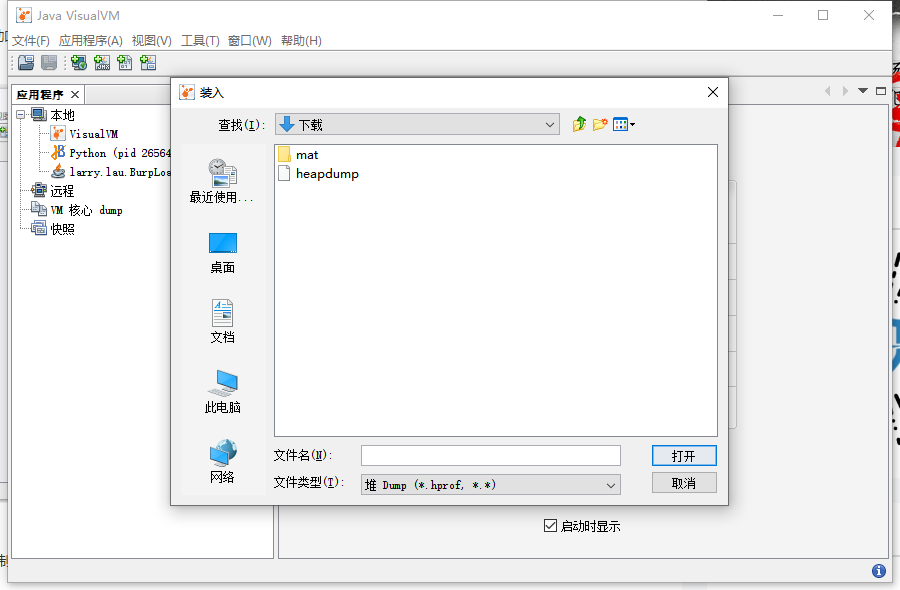 Java VisualVM
文件(F) 应用程序(A) 视图(V) 工具(T) 窗口(W) 帮助(H)
应用程序
本地
VisualVM
Python (pid 26564
larry.lau.BurpLoa
远程
VM 核心 dump
快照
装入
查找(I):
下载
最近使用...
桌面
文档
此电脑
网络
mat
heapdump
文件名(N):
打开
文件类型(T):
堆 Dump (*.hprof, *.*)
取消
启动时显示